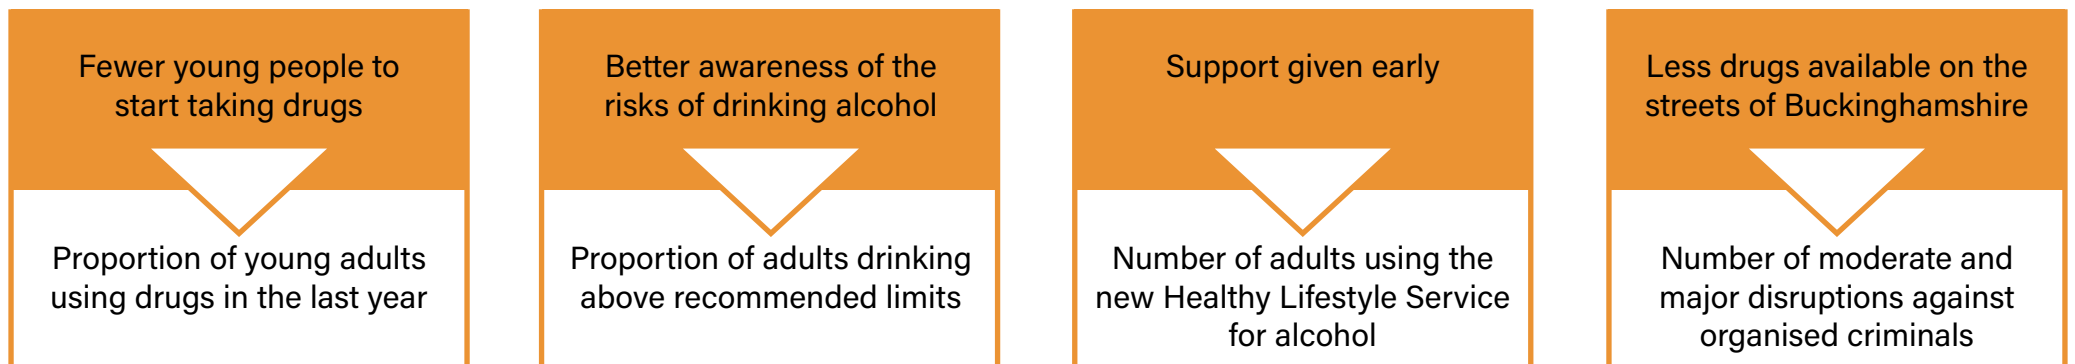 Fewer young people to
start taking drugs
Proportion of young adults
using drugs in the last year
Better awareness of the
risks of drinking alcohol
Proportion of adults drinking
above recommended limits
Support given early
Number of adults using the
new Healthy Lifestyle Service
for alcohol
Less drugs available on the
streets of Buckinghamshire
Number of moderate and
major disruptions against
organised criminals